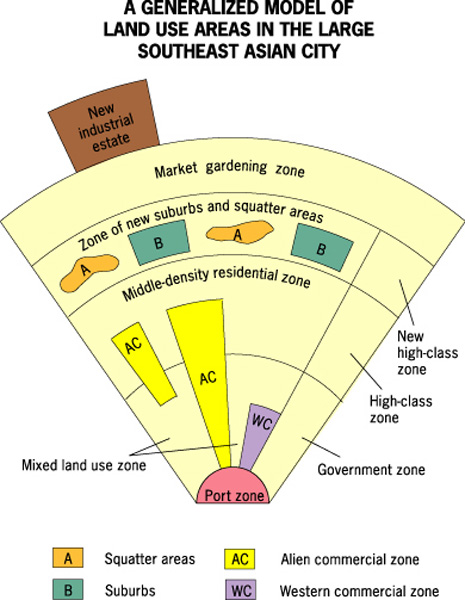 A GENERALIZED MODEL OF
LAND USE AREAS IN THE LARGE
SOUTHEAST ASIAN CITY
New
industrial
estate
Market gardening zone
Zone of new suburbs and squatter areas
A
B
A
B
Middle-density residential zone
AC
AC
WC
New
high-class
zone
High-class
zone
Mixed land use zone
Government zone
Port zone
A Squatter areas
AC Alien commercial zone
B Suburbs
WC Western commercial zone